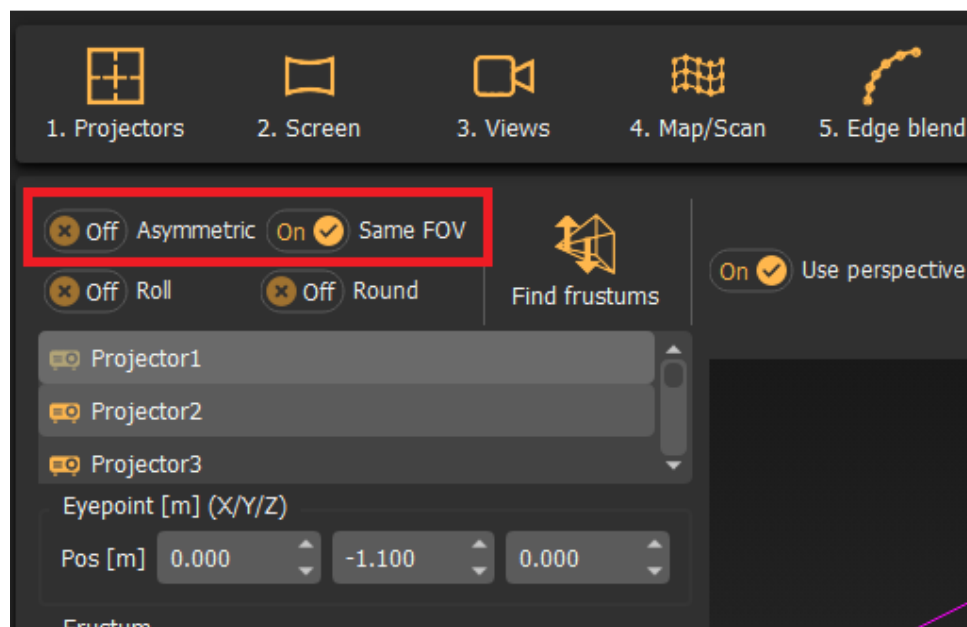 1. Projectors
2. Screen
3. Views
4. Map/Scan
5. Edge blend
Off Asymmetric On Same FOV
Off Roll Off Round
Find frustums
On Use perspective
Projector1
Projector2
Projector3
Eyepoint [m] (X/Y/Z)
Pos [m] 0.000 -1.100 0.000
Frustum